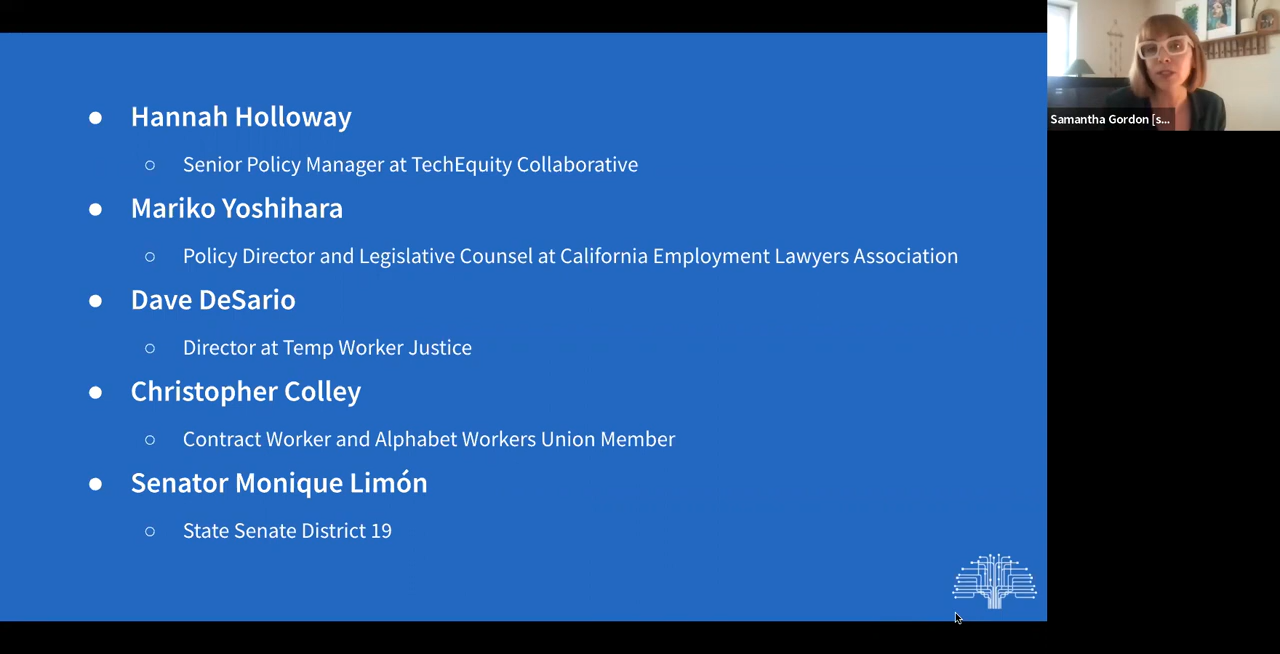 Hannah Holloway
Senior Policy Manager at TechEquity Collaborative
Mariko Yoshihara
Policy Director and Legislative Counsel at California Employment Lawyers Association
Dave DeSario
Director at Temp Worker Justice
Christopher Colley
Contract Worker and Alphabet Workers Union Member
Senator Monique Limón
State Senate District 19
Samantha Gordon [s...